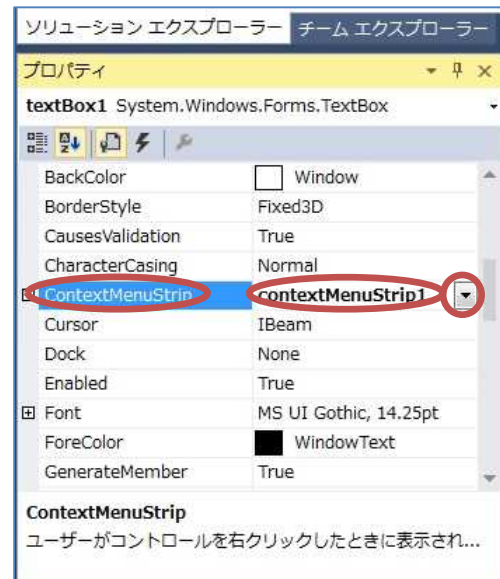 ソリューション エクスプローラー チーム エクスプローラー
プロパティ
textBox1 System.Windows.Forms.TextBox
BackColor Window
BorderStyle Fixed3D
CausesValidation True
CharacterCasing Normal
ContextMenuStrip contextMenuStrip1
Cursor IBeam
Dock None
Enabled True
Font MS UI Gothic, 14.25pt
ForeColor WindowText
GenerateMember True
ContextMenuStrip
ユーザーがコントロールを右クリックしたときに表示され...